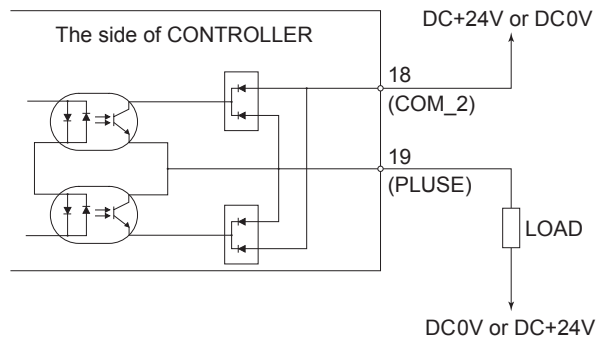 The side of CONTROLLER
DC+24V or DC0V
18
(COM_2)
19
(PLUSE)
LOAD
DC0V or DC+24V